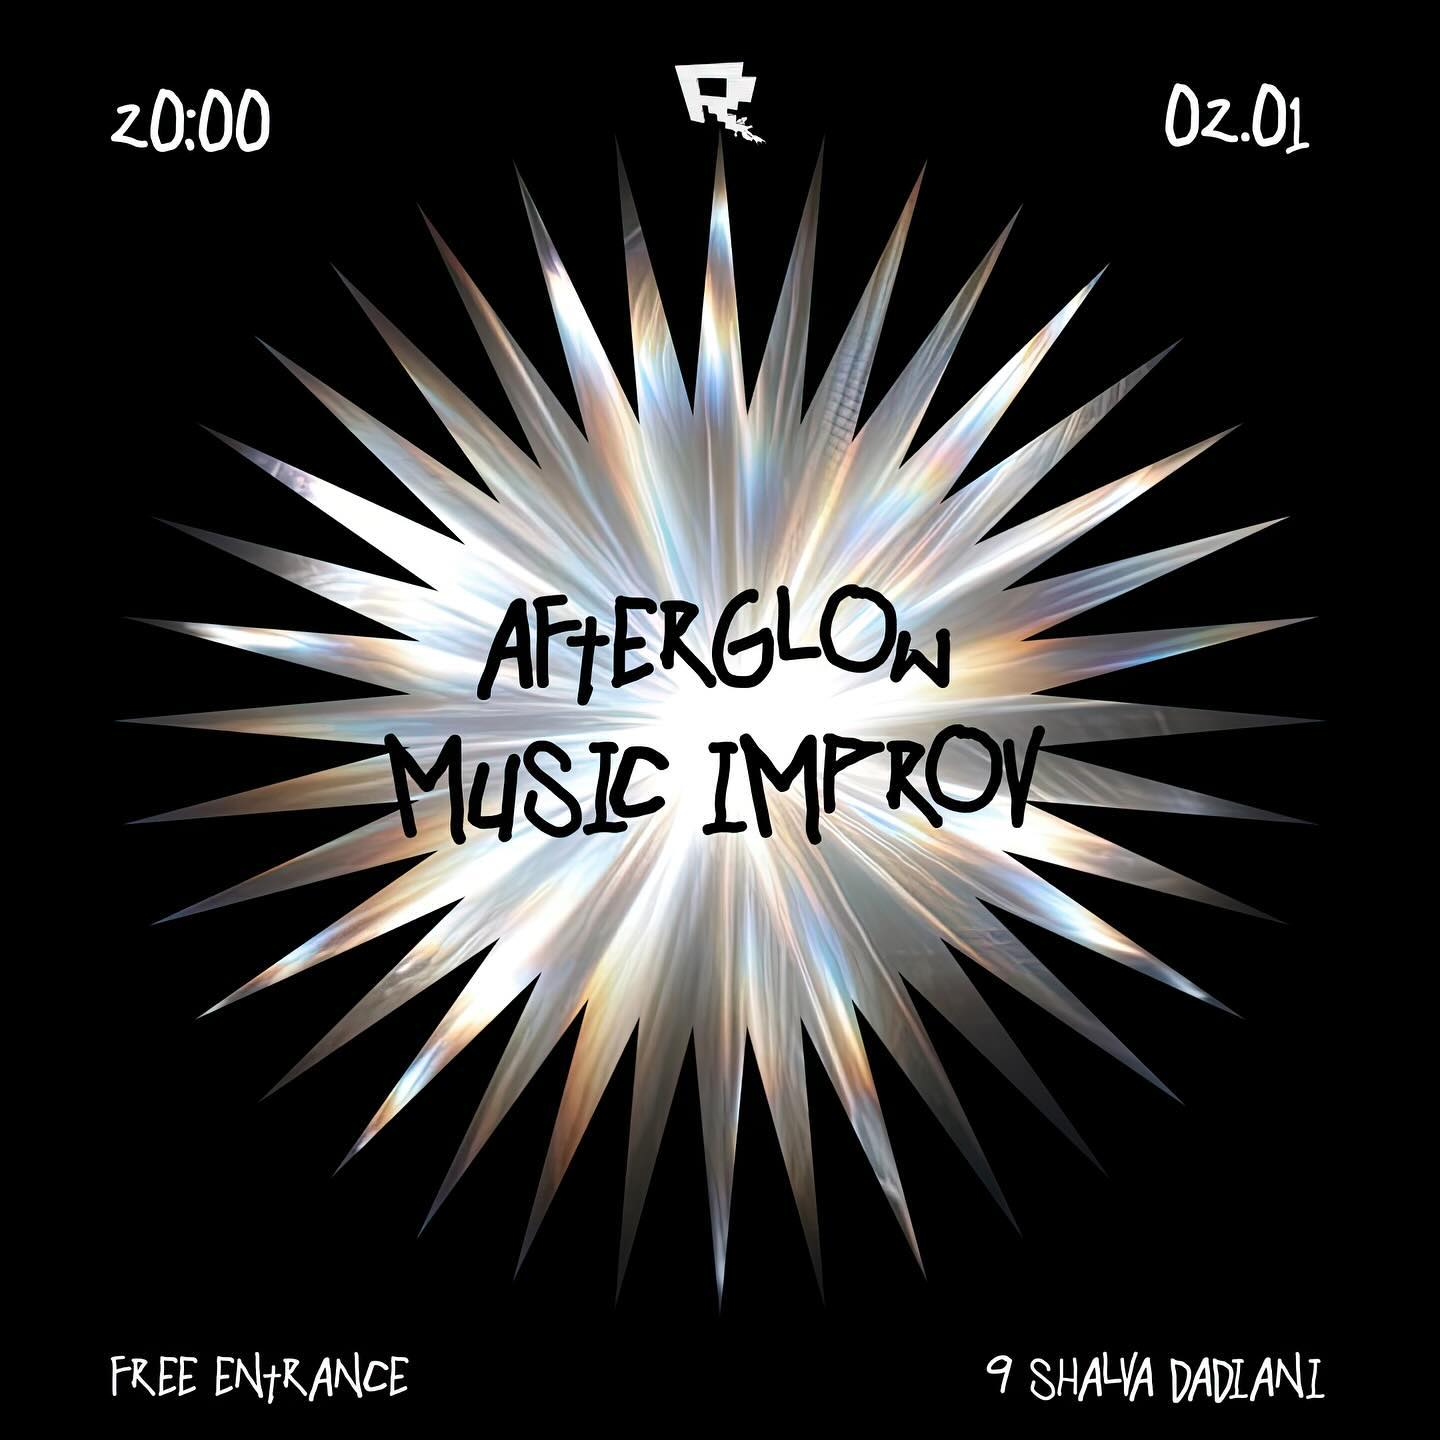 20:00
R
02.01
AFtERGLOw
MuSIC IMPROV
FREE ENtRANCE
9 SHALVA DADIANI